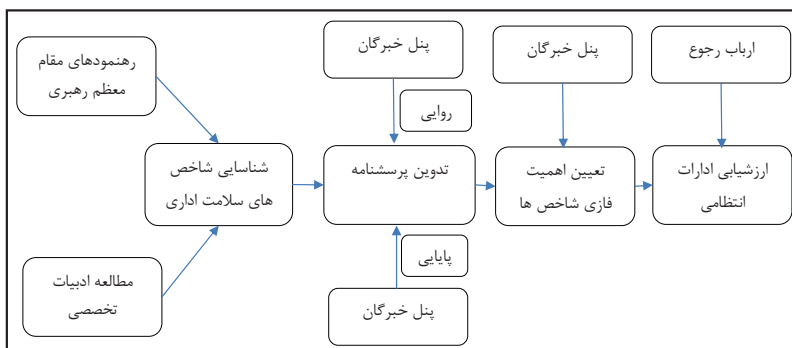 رهنمودهای مقام
معظم رهبری
مطالعه ادبیات
تخصصی
شناسایی شاخص
های سلامت اداری
پنل خبرگان
روایی
تدوین پرسشنامه
پایایی
پنل خبرگان
پنل خبرگان
تعیین اهمیت
فازی شاخص ها
ارباب رجوع
ارزشیابی ادارات
انتظامی